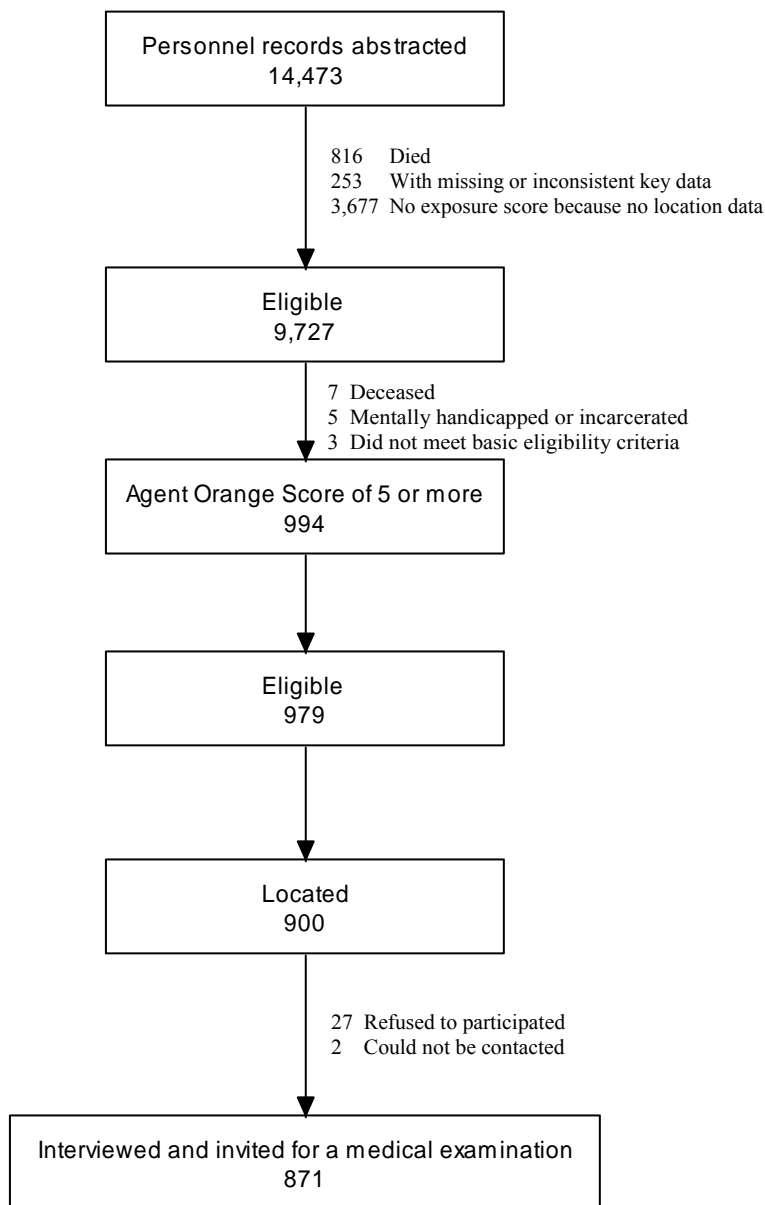 Personnel records abstracted
14,473
816 Died
253 With missing or inconsistent key data
3,677 No exposure score because no location data
Eligible
9,727
7 Deceased
5 Mentally handicapped or incarcerated
3 Did not meet basic eligibility criteria
Agent Orange Score of 5 or more
994
Eligible
979
Located
900
27 Refused to participated
2 Could not be contacted
Interviewed and invited for a medical examination
871